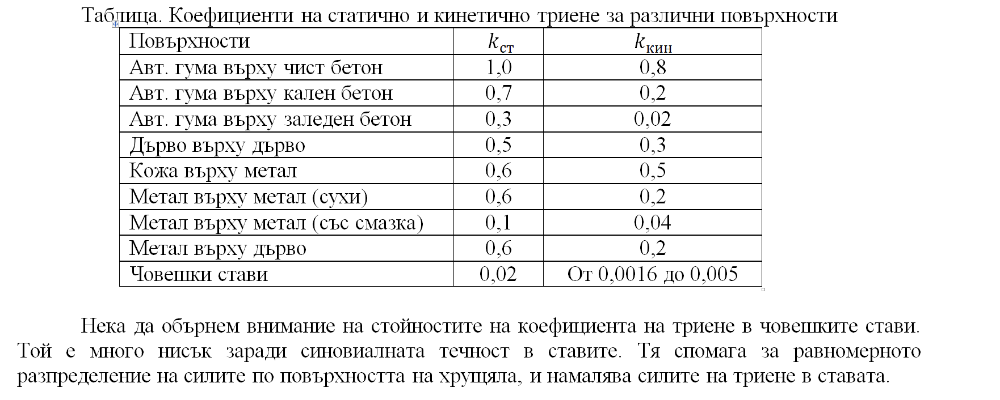 Таблица. Коефициенти на статично и кинетично триене за различни повърхности
Повърхности kст kкин
Авт. гума върху чист бетон 1,0 0,8
Авт. гума върху кален бетон 0,7 0,2
Авт. гума върху заледен бетон 0,3 0,02
Дърво върху дърво 0,5 0,3
Кожа върху метал 0,6 0,5
Метал върху метал (сухи) 0,6 0,2
Метал върху метал (със смазка) 0,1 0,04
Метал върху дърво 0,6 0,2
Човешки стави 0,02 От 0,0016 до 0,005
Нека да обърнем внимание на стойностите на коефициента на триене в човешките стави.
Той е много нисък заради синовиалната течност в ставите. Тя спомага за равномерното
разпределение на силите по повърхността на хрущяла, и намалява силите на триене в ставата.